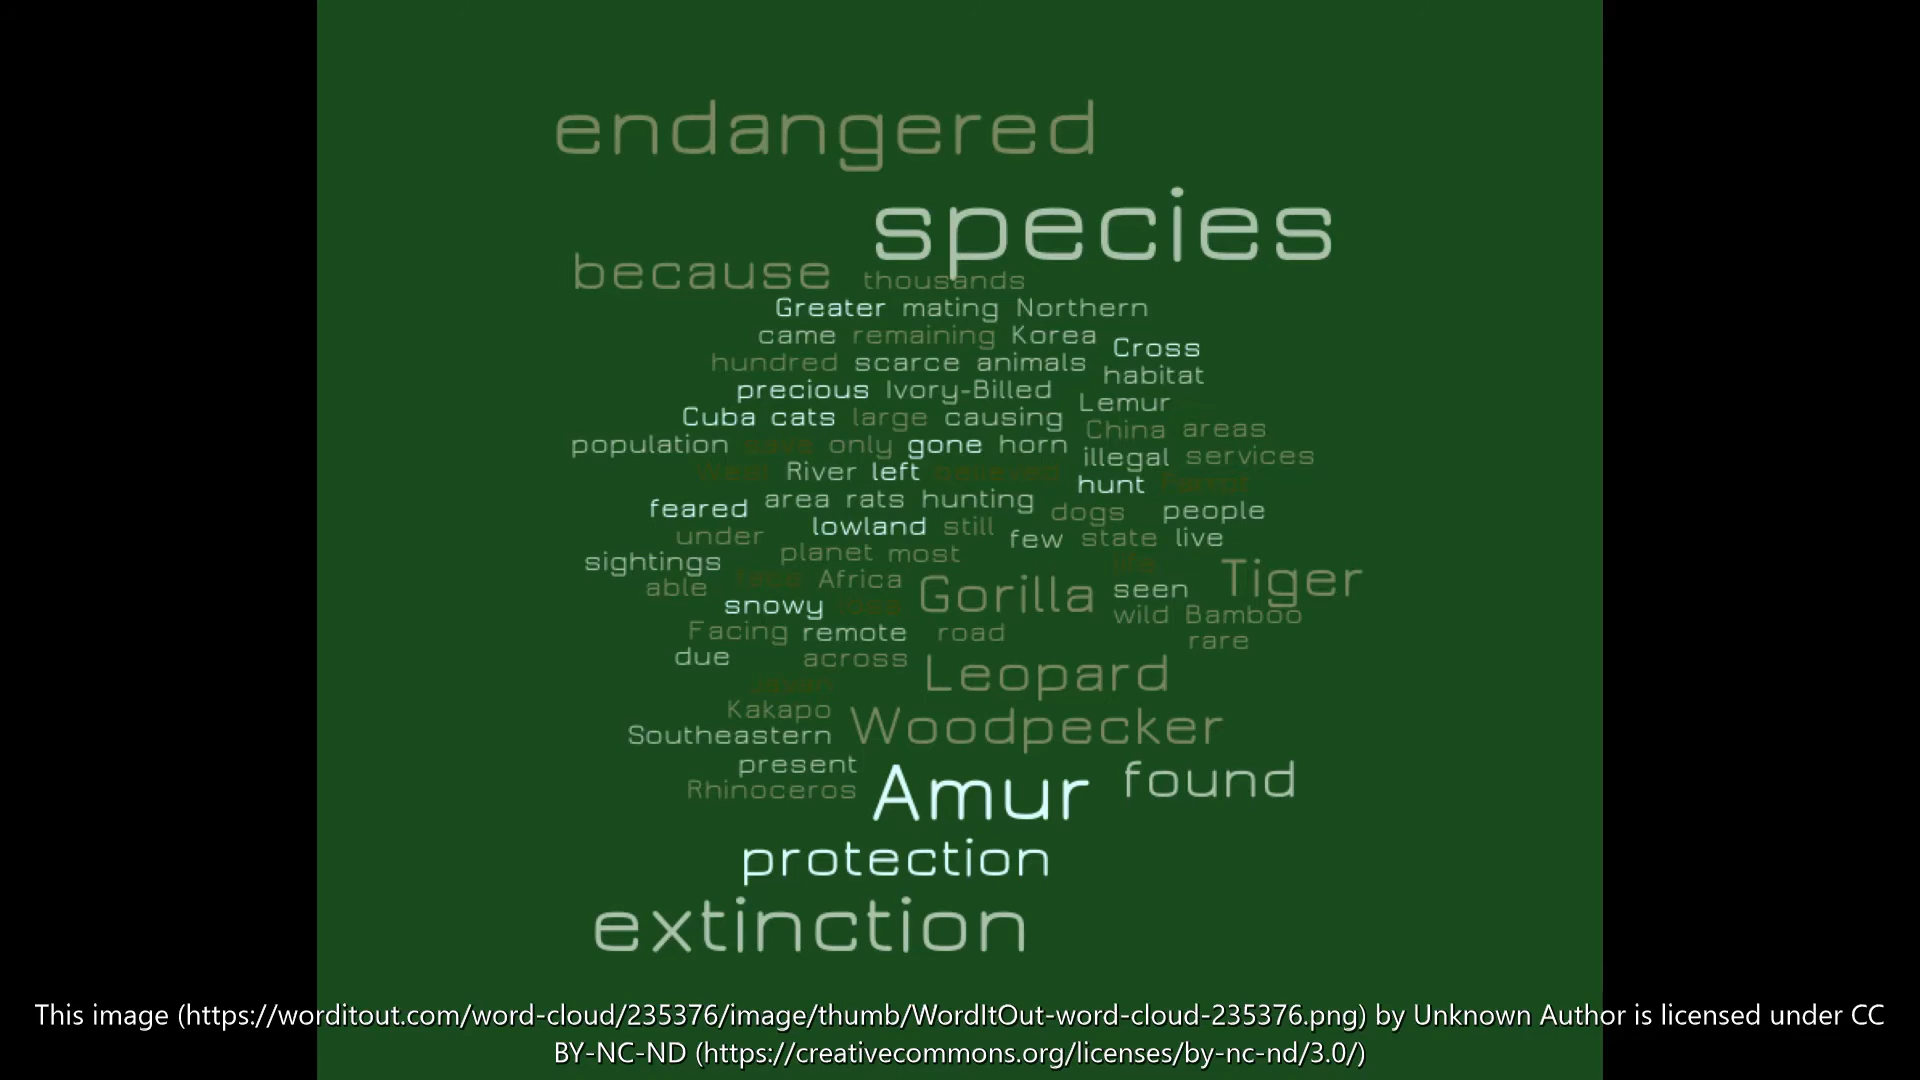 endangered
species
because thousands
Greater mating Northern
came remaining Korea
Cross
hundred scarce animals
habitat
precious Ivory-Billed
Lemur
Cuba cats large causing
China areas
population only gone horn
illegal services
River left believed
hunt
area rats hunting
feared
dogs people
lowland still
under few state live
planet most
sightings
life
Tiger
able Africa
Gorilla seen
snowy
wild Bamboo
Facing remote road
rare
due across
Leopard
Javan
Kakapo
Woodpecker
Southeastern
present
found
Rhinoceros
Amur
protection
extinction
This image (https://worditout.com/word-cloud/235376/image/thumb/WordItOut-word-cloud-235376.png) by Unknown Author is licensed under CC
BY-NC-ND (https://creativecommons.org/licenses/by-nc-nd/3.0/)